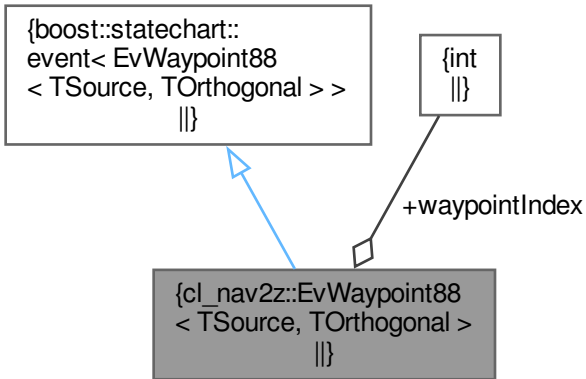 {boost::statechart::
event< EvWaypoint88
< TSource, TOrthogonal > >
||}
{int
||}
+waypointIndex
{cl_nav2z::EvWaypoint88
< TSource, TOrthogonal >
||}